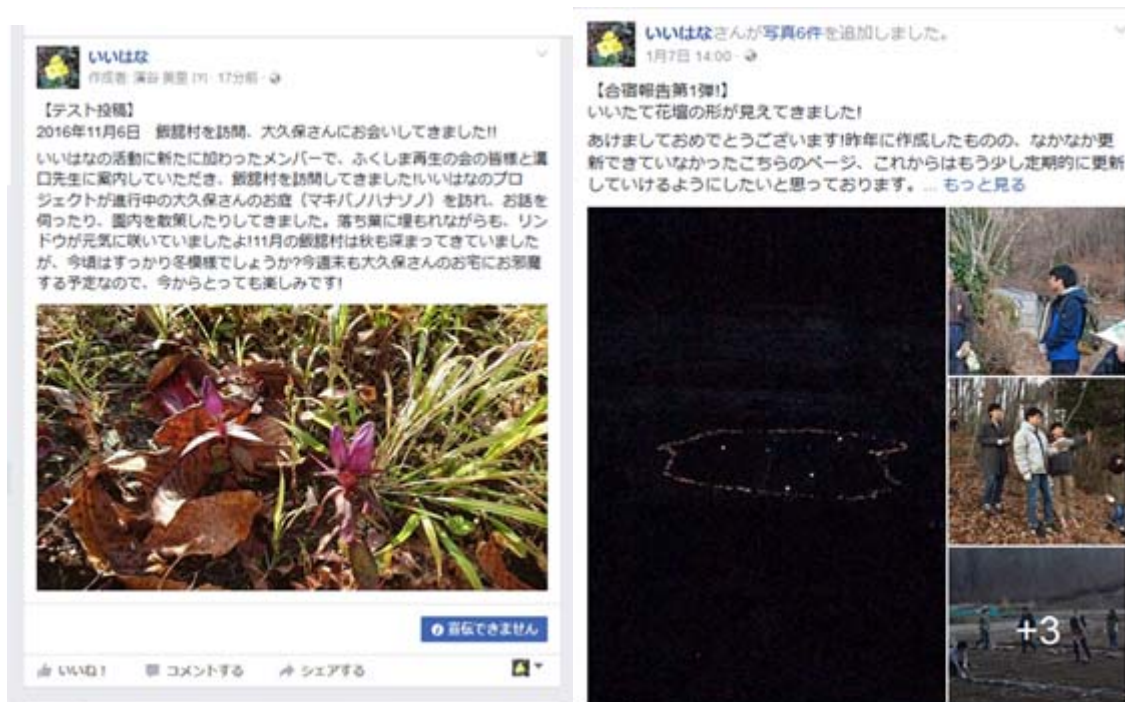 いいはな
作成者: 美里 [?] · 17分前 ·
【テスト投稿】
2016年11月6日　飯舘村を訪問、大久保さんにお会いしてきました!!
いいはなの活動に新たに加わったメンバーで、ふくしま再生の会の皆様と溝
口先生に案内していただき、飯舘村を訪問してきました!いいはなのプロ
ジェクトが進行中の大久保さんのお庭（マキバノハナゾノ）を訪れ、お話を
伺ったり、園内を散策したりしてきました。落ち葉に埋もれながらも、リン
ドウが元気に咲いていましたよ!11月の飯舘村は秋も深まってきていました
が、今頃はすっかり冬模様でしょうか?今週末も大久保さんのお宅にお邪魔
する予定なので、今からとっても楽しみです!
宣伝できません
いいね！ コメントする シェアする
いいはなさんが写真6件を追加しました。
1月7日 14:00 ·
【合宿報告第1弾!】
いいたて花壇の形が見えてきました!
あけましておめでとうございます!昨年に作成したものの、なかなか更
新できていなかったこちらのページ、これからはもう少し定期的に更新
していけるようにしたいと思っております。... もっと見る
+3